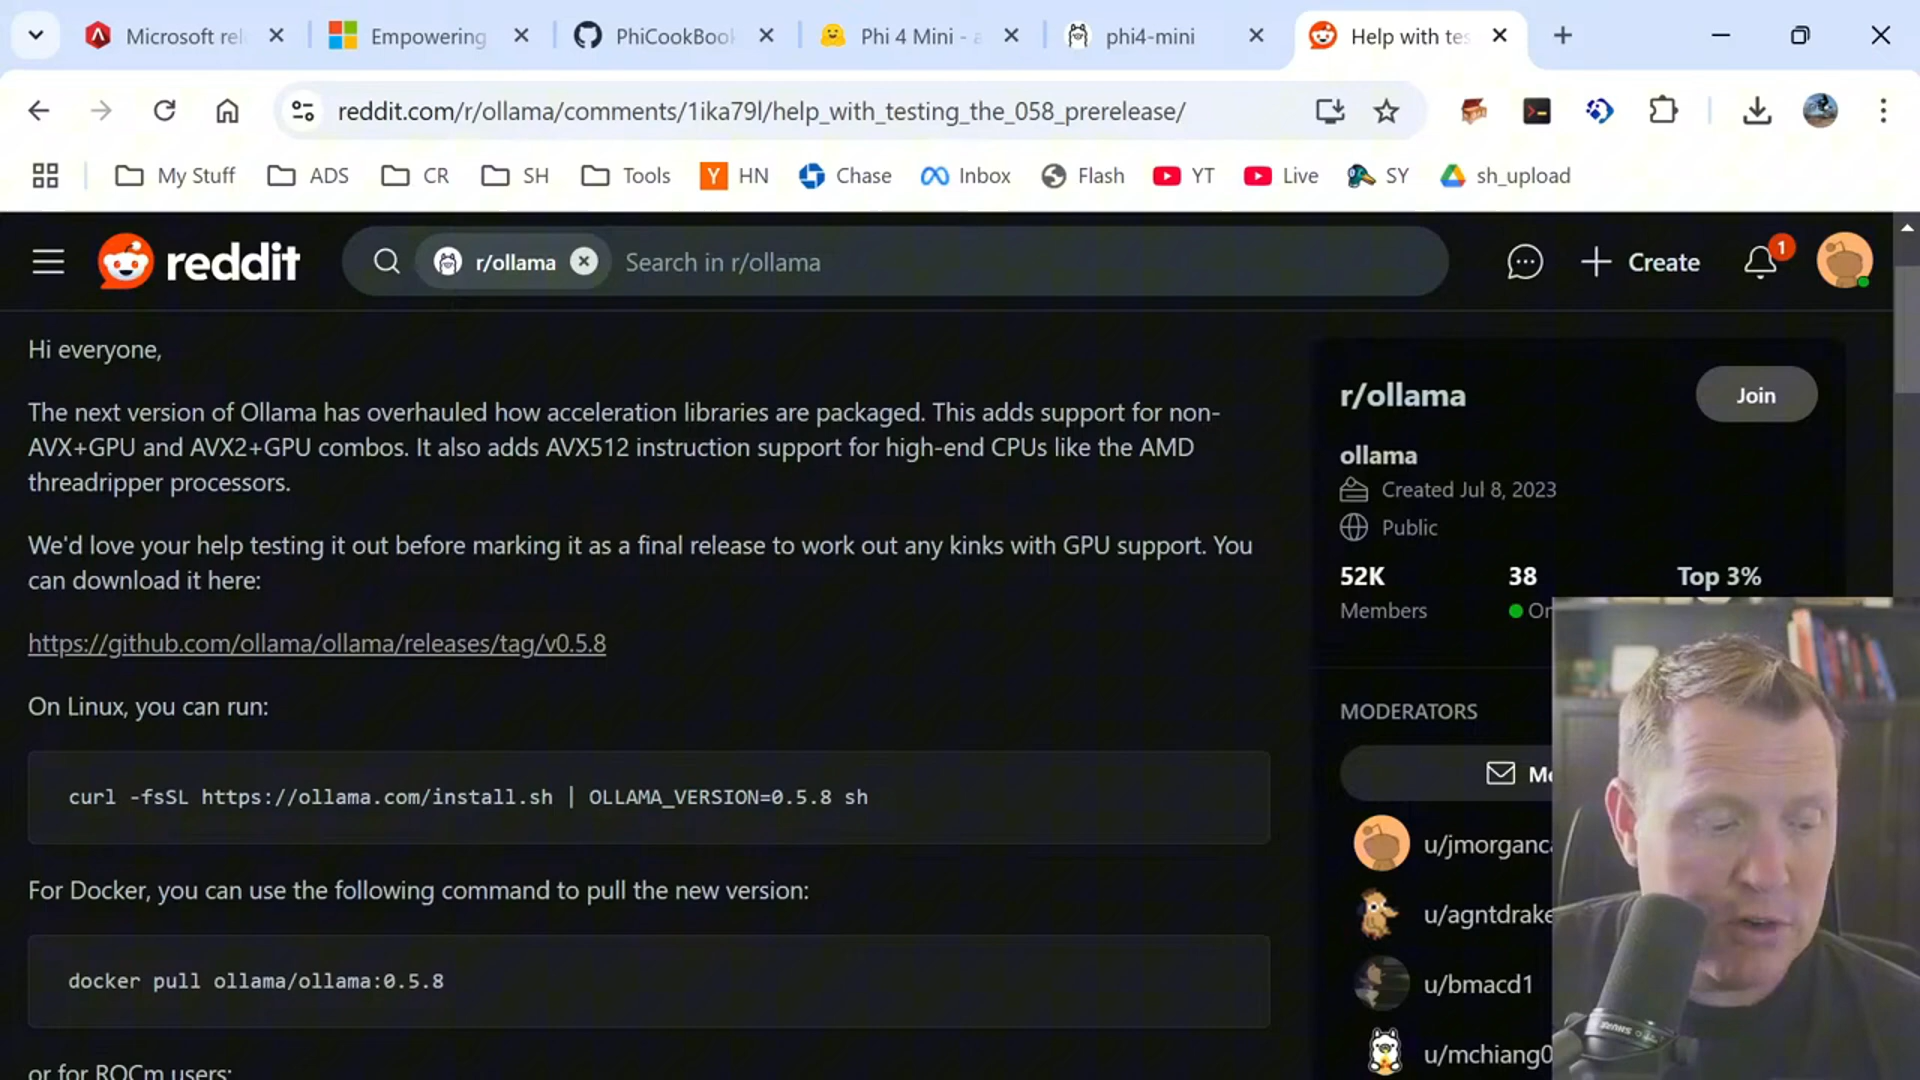 Microsoft rel
Empowering
PhiCookBook
Phi 4 Mini - a
phi4-mini
Help with tes
reddit.com/r/ollama/comments/1ika79l/help_with_testing_the_058_prerelease/
My Stuff
ADS
CR
SH
Tools
HN
Chase
Inbox
Flash
YT
Live
SY
sh_upload
reddit
r/ollama
Search in r/ollama
Create
1
Hi everyone,
The next version of Ollama has overhauled how acceleration libraries are packaged. This adds support for non-
AVX+GPU and AVX2+GPU combos. It also adds AVX512 instruction support for high-end CPUs like the AMD
threadripper processors.
We'd love your help testing it out before marking it as a final release to work out any kinks with GPU support. You
can download it here:
https://github.com/ollama/ollama/releases/tag/v0.5.8
On Linux, you can run:
curl -fsSL https://ollama.com/install.sh | OLLAMA_VERSION=0.5.8 sh
For Docker, you can use the following command to pull the new version:
docker pull ollama/ollama:0.5.8
or for ROCm users:
r/ollama
Join
ollama
Created Jul 8, 2023
Public
52K
38
Top 3%
Members
On
MODERATORS
Me
u/jmorganca
u/agntdrake
u/bmacd1
u/mchiang0
SHURE